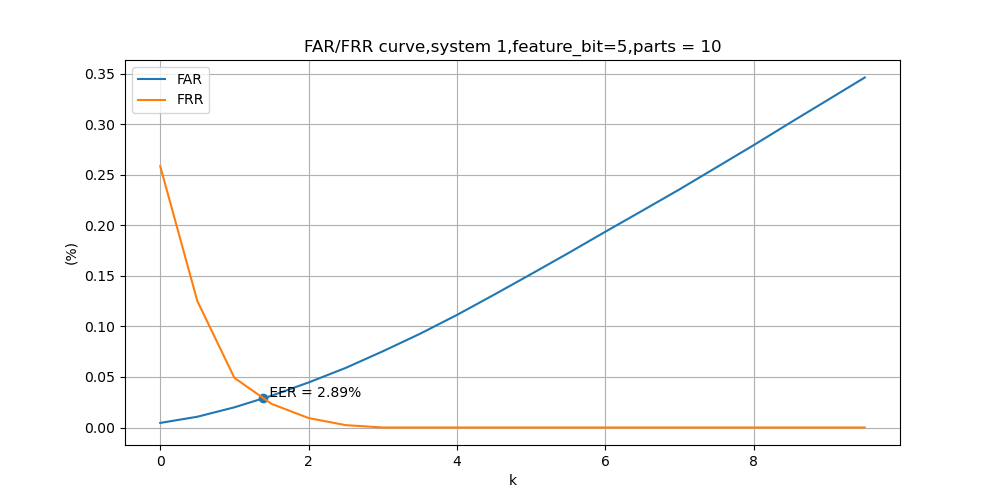 FAR/FRR curve,system 1,feature_bit=5,parts = 10
FAR
FRR
0.35
0.30
0.25
0.20
0.15
0.10
0.05
0.00
(%)
EER = 2.89%
0 2 4 6 8
k